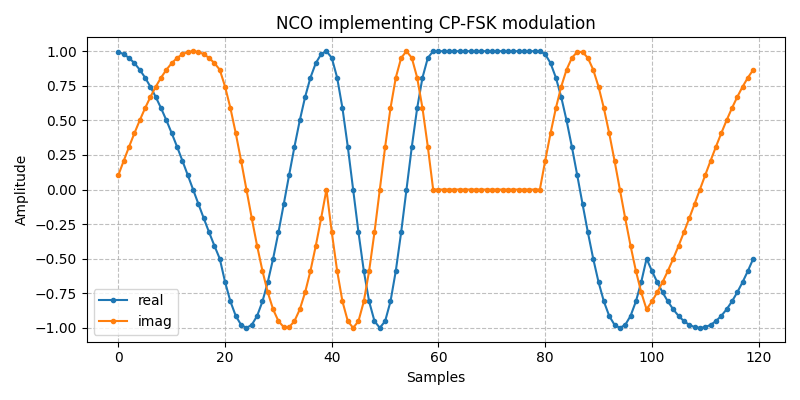 NCO implementing CP-FSK modulation
1.00
0.75
0.50
0.25
0.00
−0.25
−0.50
−0.75
−1.00
Amplitude
real
imag
0 20 40 60 80 100 120
Samples